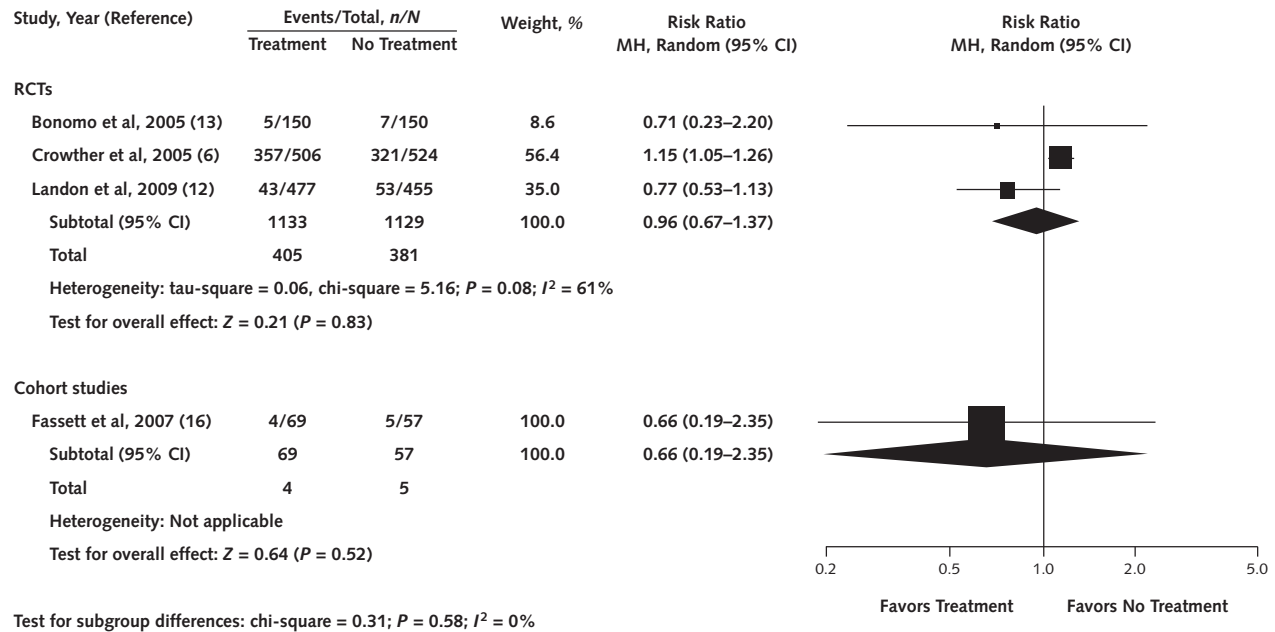 Study, Year (Reference) Events/Total, n/N Weight, % Risk Ratio Risk Ratio
Treatment No Treatment MH, Random (95% CI) MH, Random (95% CI)
RCTs
Bonomo et al, 2005 (13) 5/150 7/150 8.6 0.71 (0.23–2.20)
Crowther et al, 2005 (6) 357/506 321/524 56.4 1.15 (1.05–1.26)
Landon et al, 2009 (12) 43/477 53/455 35.0 0.77 (0.53–1.13)
Subtotal (95% CI) 1133 1129 100.0 0.96 (0.67–1.37)
Total 405 381
Heterogeneity: tau-square = 0.06, chi-square = 5.16; P = 0.08; I² = 61%
Test for overall effect: Z = 0.21 (P = 0.83)
Cohort studies
Fassett et al, 2007 (16) 4/69 5/57 100.0 0.66 (0.19–2.35)
Subtotal (95% CI) 69 57 100.0 0.66 (0.19–2.35)
Total 4 5
Heterogeneity: Not applicable
Test for overall effect: Z = 0.64 (P = 0.52)
0.2 0.5 1.0 2.0 5.0
Favors Treatment Favors No Treatment
Test for subgroup differences: chi-square = 0.31; P = 0.58; I² = 0%